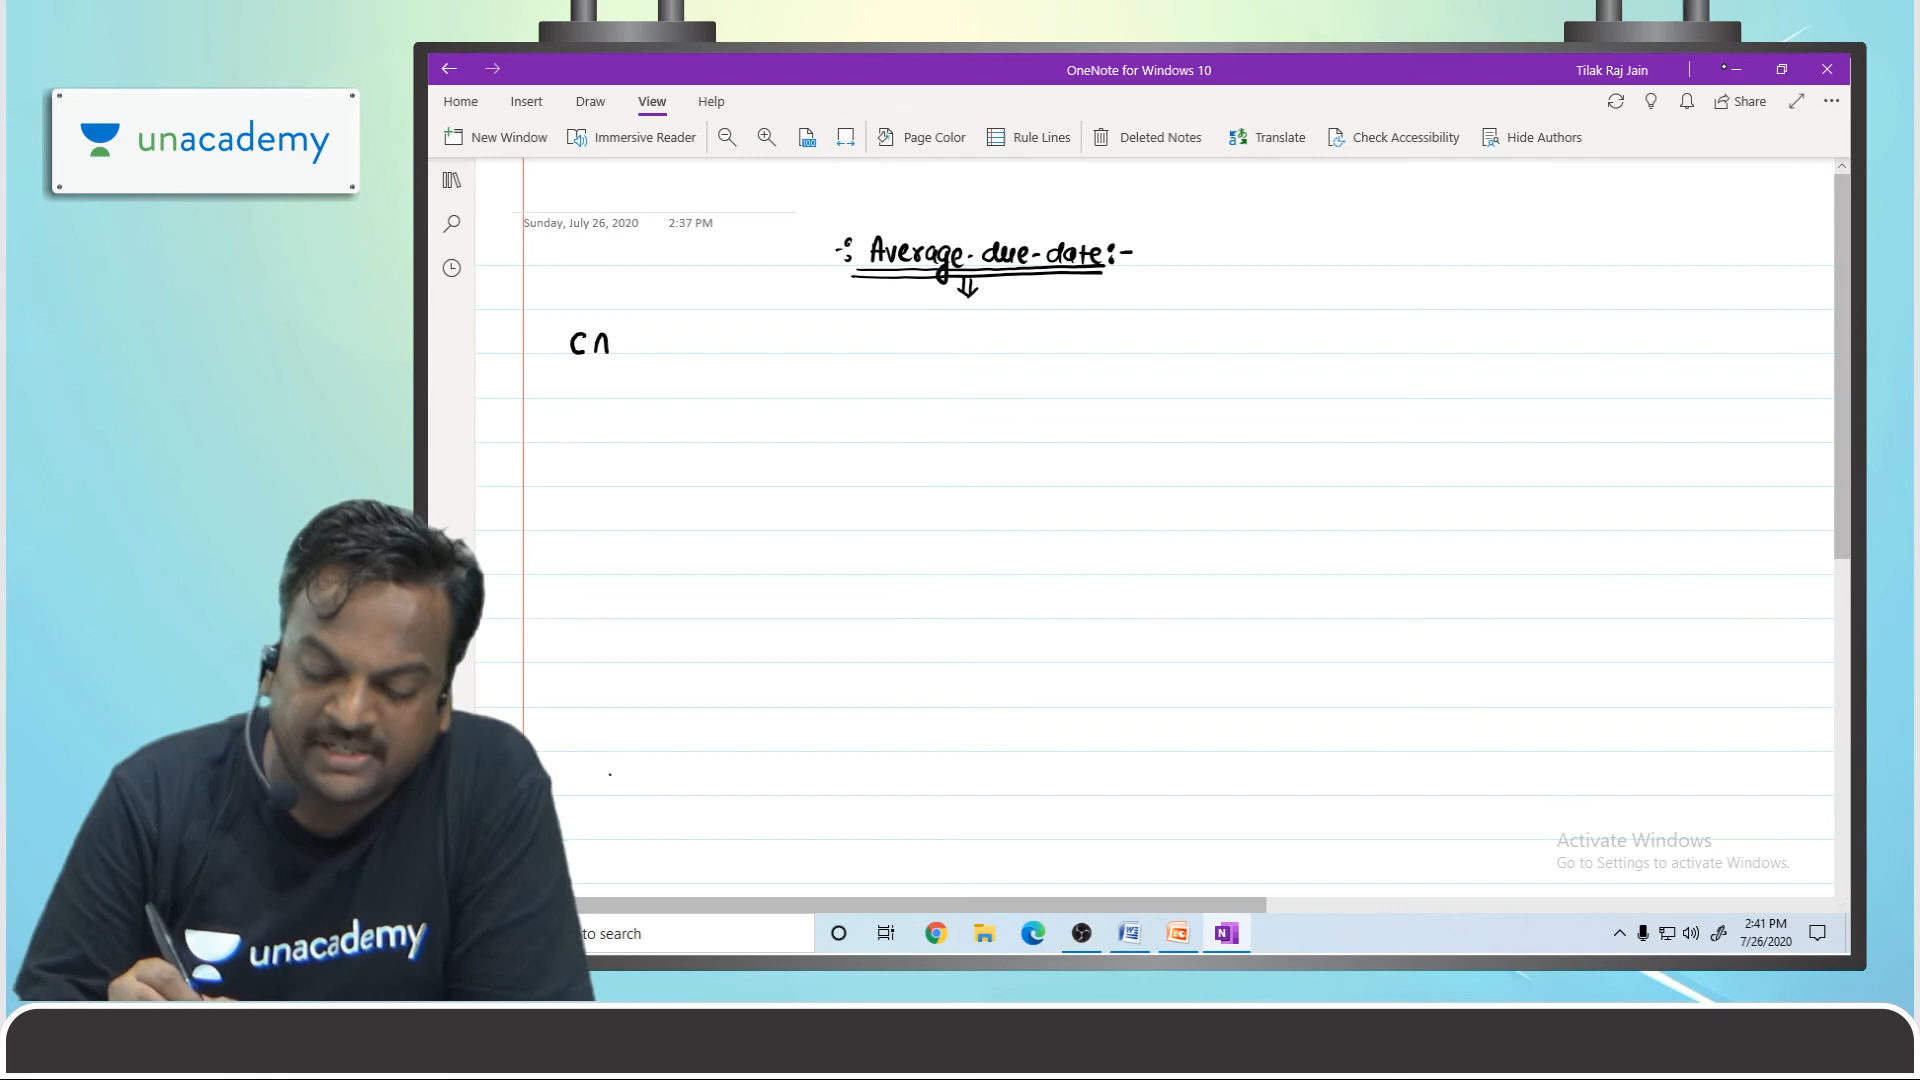 unacademy
OneNote for Windows 10
Tilak Raj Jain
Home Insert Draw View Help
Share
New Window Immersive Reader Page Color Rule Lines Deleted Notes Translate Check Accessibility Hide Authors
Sunday, July 26, 2020 2:37 PM
-: Average-due-date:-
⇓
Activate Windows
Go to Settings to activate Windows.
unacademy
to search
2:41 PM
7/26/2020